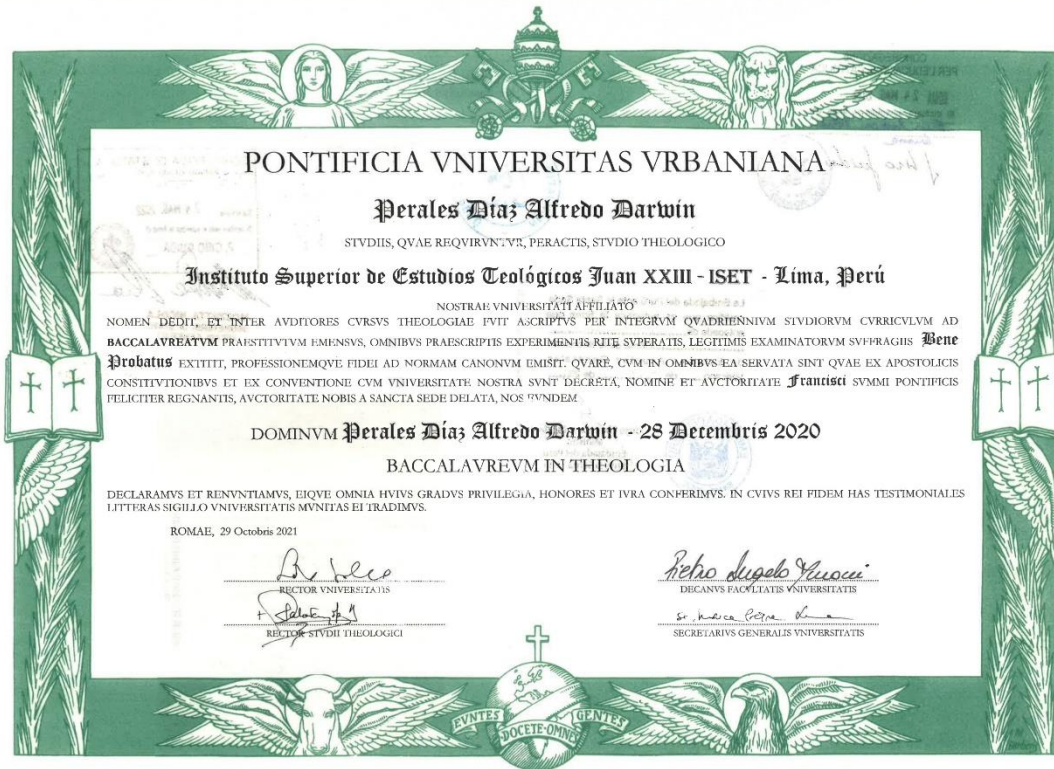 PONTIFICIA VNIVERSITAS VRBANIANA
Perales Díaz Alfredo Darwin
STVDIIS, QVAE REQVIRVNTVR, PERACTIS, STVDIO THEOLOGICO
Instituto Superior de Estudios Teológicos Juan XXIII - ISET - Lima, Perú
NOSTRAE VNIVERSITATI AFFILIATO
NOMEN DEDIT, ET INTER AVDITORES CVRSVS THEOLOGIAE FVIT ASCRIPTVS PER INTEGRVM QVADRIENNIVM STVDIORVM CVRRICVLVM AD
BACCALAVREATVM PRAESTITVTVM EMENSVS, OMNIBVS PRAESCRIPTIS EXPERIMENTIS RITE SVPERATIS, LEGITIMIS EXAMINATORVM SVFFRAGIIS Bene
Probatus EXTITIT, PROFESSIONEMQVE FIDEI AD NORMAM CANONVM EMISIT. QVARE, CVM IN OMNIBVS EA SERVATA SINT QVAE EX APOSTOLICIS
CONSTITVTIONIBVS ET EX CONVENTIONE CVM VNIVERSITATE NOSTRA SVNT DECRETA, NOMINE ET AVCTORITATE Francisci SVMMI PONTIFICIS
FELICITER REGNANTIS, AVCTORITATE NOBIS A SANCTA SEDE DELATA, NOS EVNDEM
DOMINVM Perales Díaz Alfredo Darwin - 28 Decembris 2020
BACCALAVREVM IN THEOLOGIA
DECLARAMVS ET RENVNTIAMVS, EIQVE OMNIA HVIVS GRADVS PRIVILEGIA, HONORES ET IVRA CONFERIMVS. IN CVIVS REI FIDEM HAS TESTIMONIALES
LITTERAS SIGILLO VNIVERSITATIS MVNITAS EI TRADIMVS.
ROMAE, 29 Octobris 2021
RECTOR VNIVERSITATIS
DECANVS FACVLTATIS VNIVERSITATIS
RECTOR STVDII THEOLOGICI
SECRETARIVS GENERALIS VNIVERSITATIS
EVNTES DOCETE OMNES GENTES